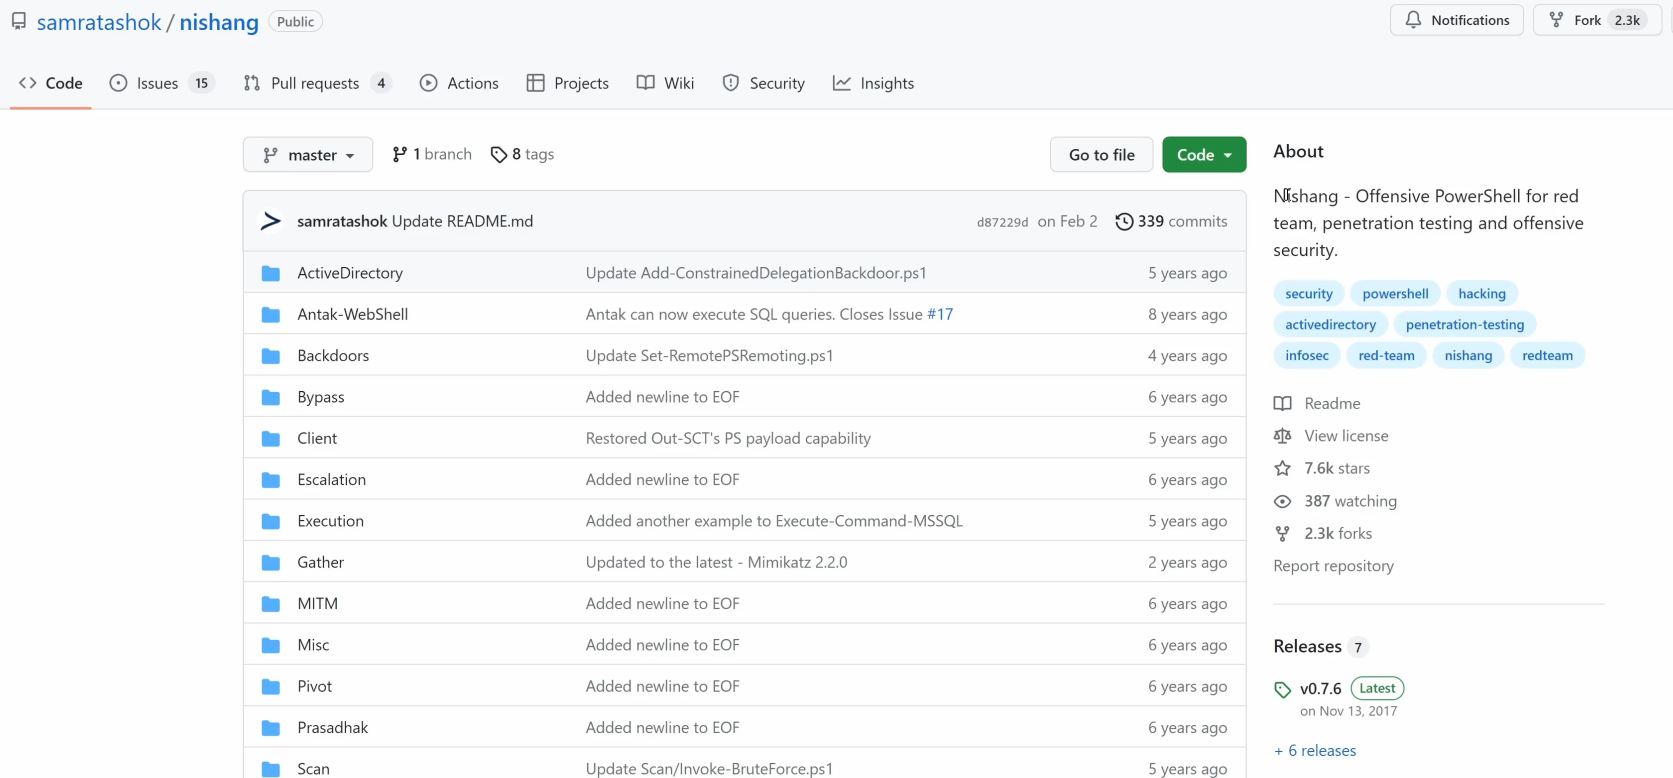 samratashok / nishang Public
Notifications Fork 2.3k
Code Issues 15 Pull requests 4 Actions Projects Wiki Security Insights
master 1 branch 8 tags Go to file Code
samratashok Update README.md d87229d on Feb 2 339 commits
ActiveDirectory Update Add-ConstrainedDelegationBackdoor.ps1 5 years ago
Antak-WebShell Antak can now execute SQL queries. Closes Issue #17 8 years ago
Backdoors Update Set-RemotePSRemoting.ps1 4 years ago
Bypass Added newline to EOF 6 years ago
Client Restored Out-SCT's PS payload capability 5 years ago
Escalation Added newline to EOF 6 years ago
Execution Added another example to Execute-Command-MSSQL 5 years ago
Gather Updated to the latest - Mimikatz 2.2.0 2 years ago
MITM Added newline to EOF 6 years ago
Misc Added newline to EOF 6 years ago
Pivot Added newline to EOF 6 years ago
Prasadhak Added newline to EOF 6 years ago
Scan Update Scan/Invoke-BruteForce.ps1 5 years ago
About
Nishang - Offensive PowerShell for red
team, penetration testing and offensive
security.
security powershell hacking
activedirectory penetration-testing
infosec red-team nishang redteam
Readme
View license
7.6k stars
387 watching
2.3k forks
Report repository
Releases 7
v0.7.6 Latest
on Nov 13, 2017
+ 6 releases